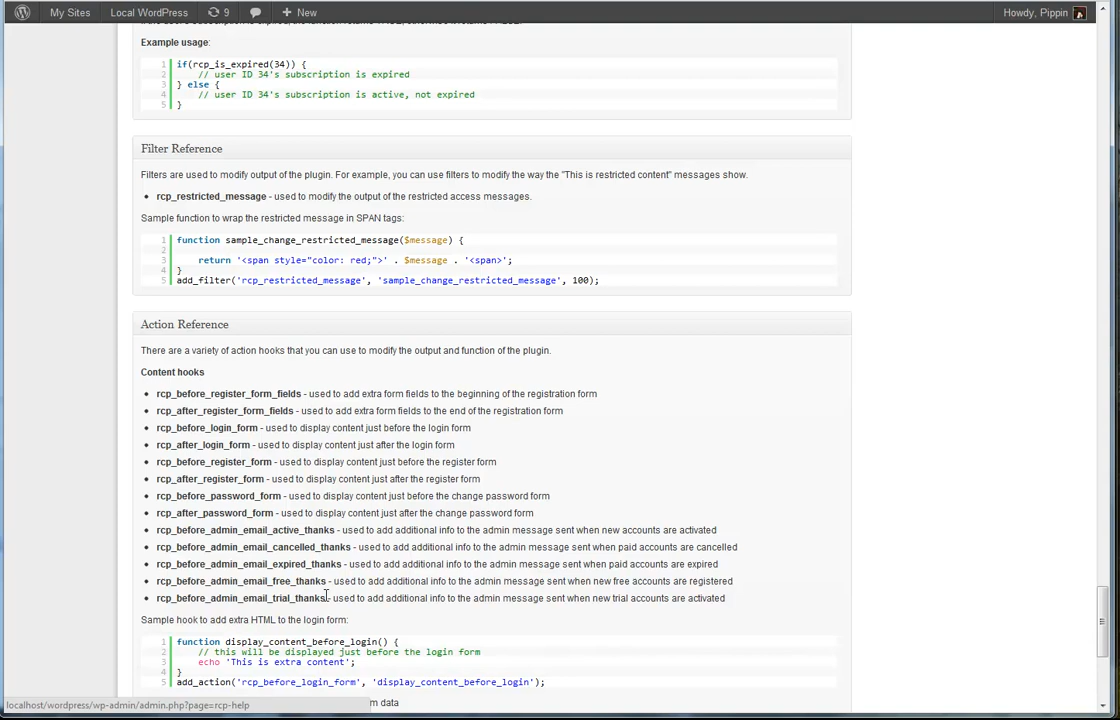 My Sites Local WordPress 9 New Howdy, Pippin
Example usage:
1 if(rcp_is_expired(34)) {
2 // user ID 34's subscription is expired
3 } else {
4 // user ID 34's subscription is active, not expired
5 }
Filter Reference
Filters are used to modify output of the plugin. For example, you can use filters to modify the way the "This is restricted content" messages show.
rcp_restricted_message - used to modify the output of the restricted access messages.
Sample function to wrap the restricted message in SPAN tags:
1 function sample_change_restricted_message($message) {
2
3 return '<span style="color: red;">' . $message . '<span>';
4 }
5 add_filter('rcp_restricted_message', 'sample_change_restricted_message', 100);
Action Reference
There are a variety of action hooks that you can use to modify the output and function of the plugin.
Content hooks
rcp_before_register_form_fields - used to add extra form fields to the beginning of the registration form
rcp_after_register_form_fields - used to add extra form fields to the end of the registration form
rcp_before_login_form - used to display content just before the login form
rcp_after_login_form - used to display content just after the login form
rcp_before_register_form - used to display content just before the register form
rcp_after_register_form - used to display content just after the register form
rcp_before_password_form - used to display content just before the change password form
rcp_after_password_form - used to display content just after the change password form
rcp_before_admin_email_active_thanks - used to add additional info to the admin message sent when new accounts are activated
rcp_before_admin_email_cancelled_thanks - used to add additional info to the admin message sent when paid accounts are cancelled
rcp_before_admin_email_expired_thanks - used to add additional info to the admin message sent when paid accounts are expired
rcp_before_admin_email_free_thanks - used to add additional info to the admin message sent when new free accounts are registered
rcp_before_admin_email_trial_thanks - used to add additional info to the admin message sent when new trial accounts are activated
Sample hook to add extra HTML to the login form:
1 function display_content_before_login() {
2 // this will be displayed just before the login form
3 echo 'This is extra content';
4 }
5 add_action('rcp_before_login_form', 'display_content_before_login');
localhost/wordpress/wp-admin/admin.php?page=rcp-help
m data